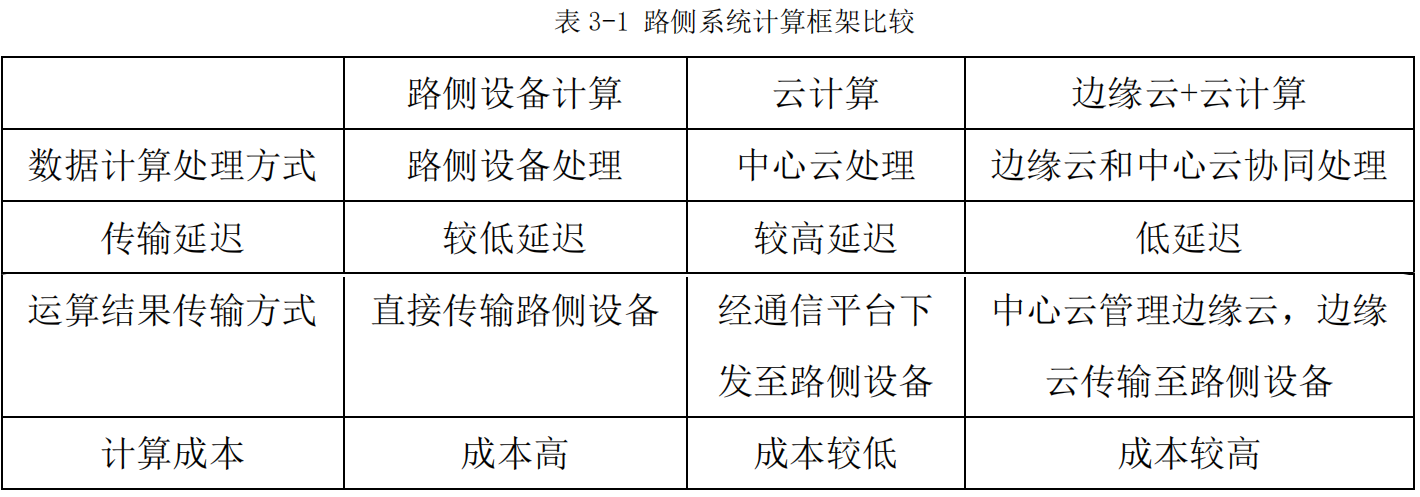 表 3-1 路侧系统计算框架比较
路侧设备计算 云计算 边缘云+云计算
数据计算处理方式 路侧设备处理 中心云处理 边缘云和中心云协同处理
传输延迟 较低延迟 较高延迟 低延迟
运算结果传输方式 直接传输路侧设备 经通信平台下 中心云管理边缘云，边缘
发至路侧设备 云传输至路侧设备
计算成本 成本高 成本较低 成本较高